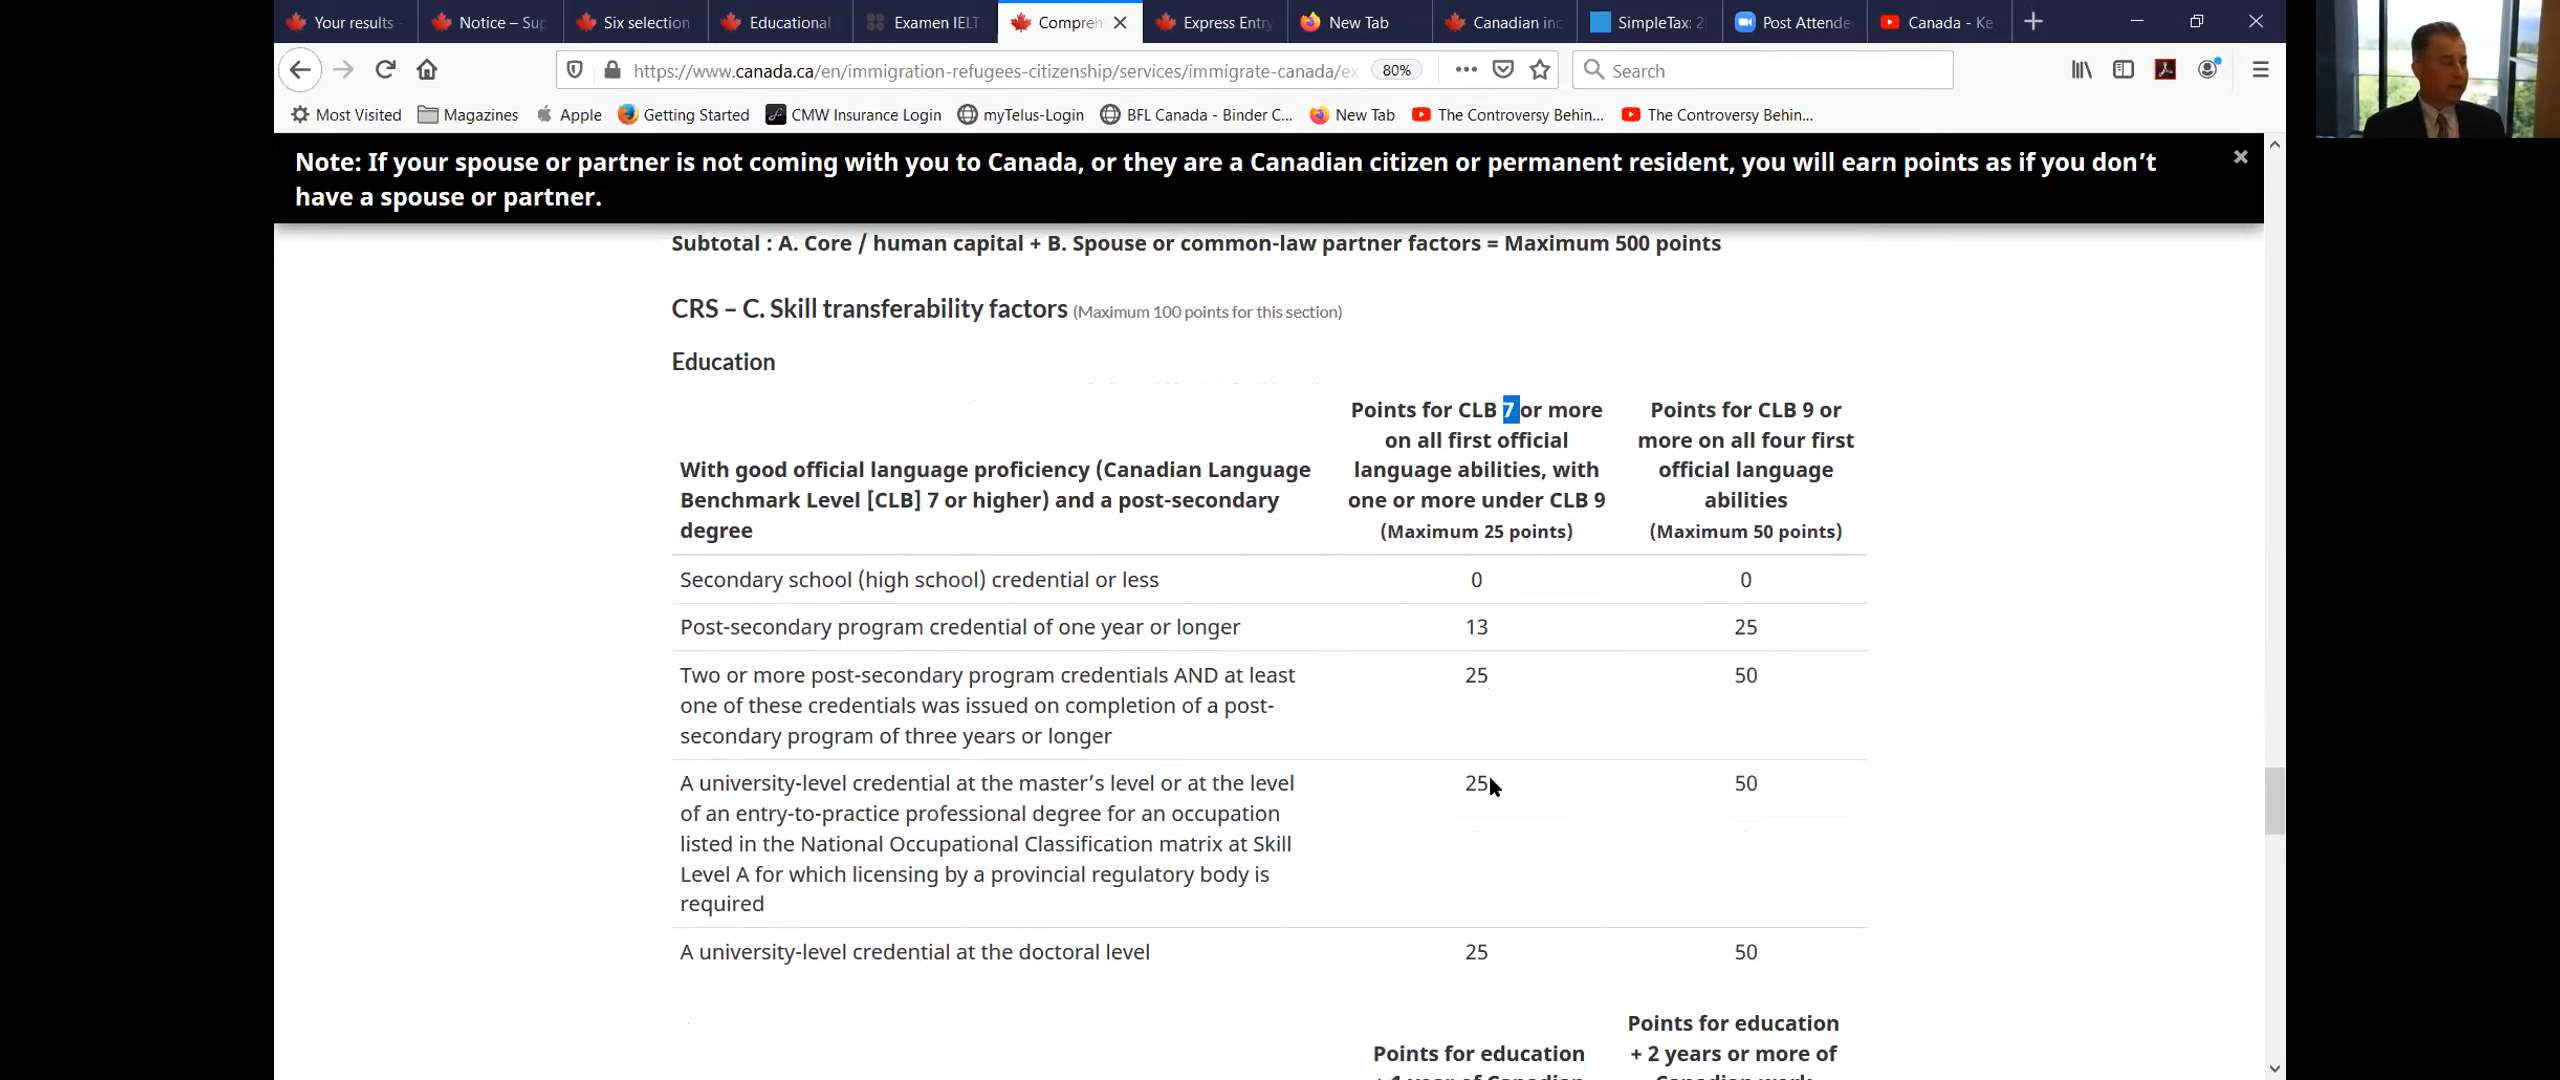 Your results
Notice – Sup
Six selection
Educational
Examen IELT
Compreh
Express Entry
New Tab
Canadian inc
SimpleTax: 2
Post Attende
Canada - Ke
https://www.canada.ca/en/immigration-refugees-citizenship/services/immigrate-canada/ex
80%
Search
Most Visited
Magazines
Apple
Getting Started
CMW Insurance Login
myTelus-Login
BFL Canada - Binder C...
New Tab
The Controversy Behin...
The Controversy Behin...
Note: If your spouse or partner is not coming with you to Canada, or they are a Canadian citizen or permanent resident, you will earn points as if you don’t
have a spouse or partner.
Subtotal : A. Core / human capital + B. Spouse or common-law partner factors = Maximum 500 points
CRS – C. Skill transferability factors (Maximum 100 points for this section)
Education
With good official language proficiency (Canadian Language
Benchmark Level [CLB] 7 or higher) and a post-secondary
degree
Points for CLB 7 or more
on all first official
language abilities, with
one or more under CLB 9
(Maximum 25 points)
Points for CLB 9 or
more on all four first
official language
abilities
(Maximum 50 points)
Secondary school (high school) credential or less 0 0
Post-secondary program credential of one year or longer 13 25
Two or more post-secondary program credentials AND at least 25 50
one of these credentials was issued on completion of a post-
secondary program of three years or longer
A university-level credential at the master’s level or at the level 25 50
of an entry-to-practice professional degree for an occupation
listed in the National Occupational Classification matrix at Skill
Level A for which licensing by a provincial regulatory body is
required
A university-level credential at the doctoral level 25 50
Points for education
+ 1 year of Canadian
Points for education
+ 2 years or more of
Canadian work